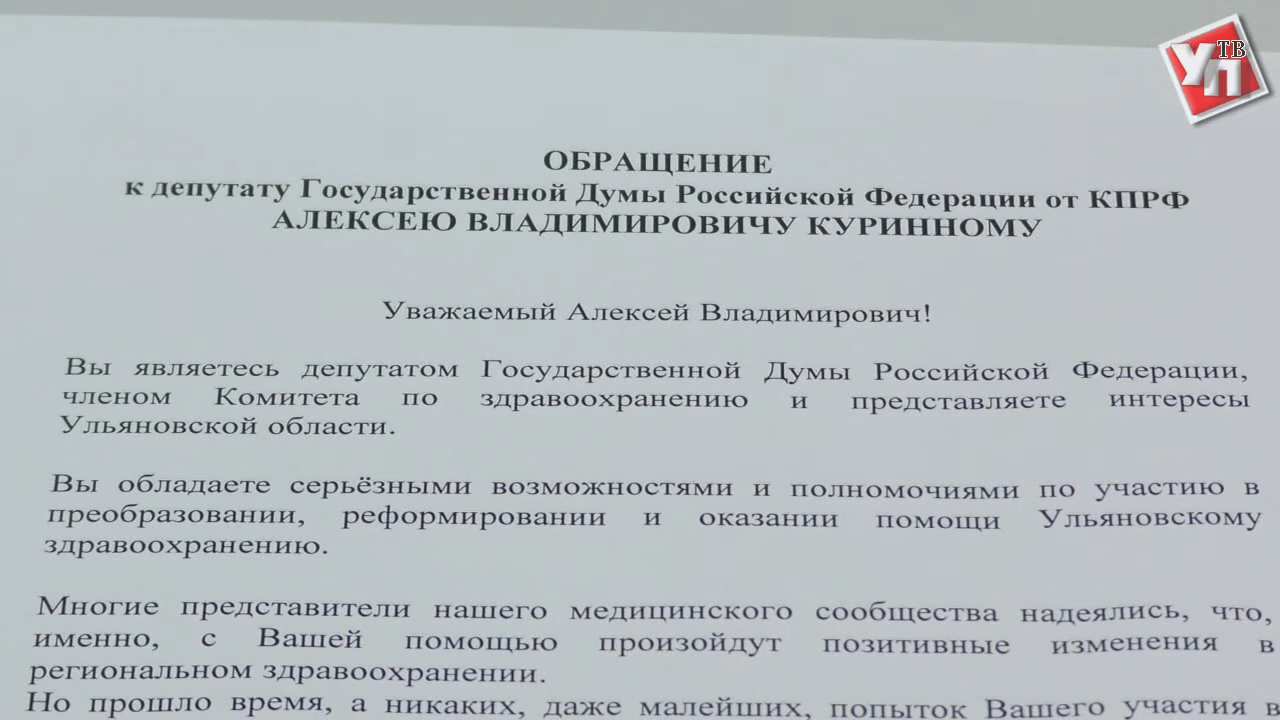 УП ТВ
ОБРАЩЕНИЕ
к депутату Государственной Думы Российской Федерации от КПРФ
АЛЕКСЕЮ ВЛАДИМИРОВИЧУ КУРИННОМУ
Уважаемый Алексей Владимирович!
Вы являетесь депутатом Государственной Думы Российской Федерации,
членом Комитета по здравоохранению и представляете интересы
Ульяновской области.
Вы обладаете серьёзными возможностями и полномочиями по участию в
преобразовании, реформировании и оказании помощи Ульяновскому
здравоохранению.
Многие представители нашего медицинского сообщества надеялись, что,
именно, с Вашей помощью произойдут позитивные изменения в
региональном здравоохранении.
Но прошло время, а никаких, даже малейших, попыток Вашего участия в